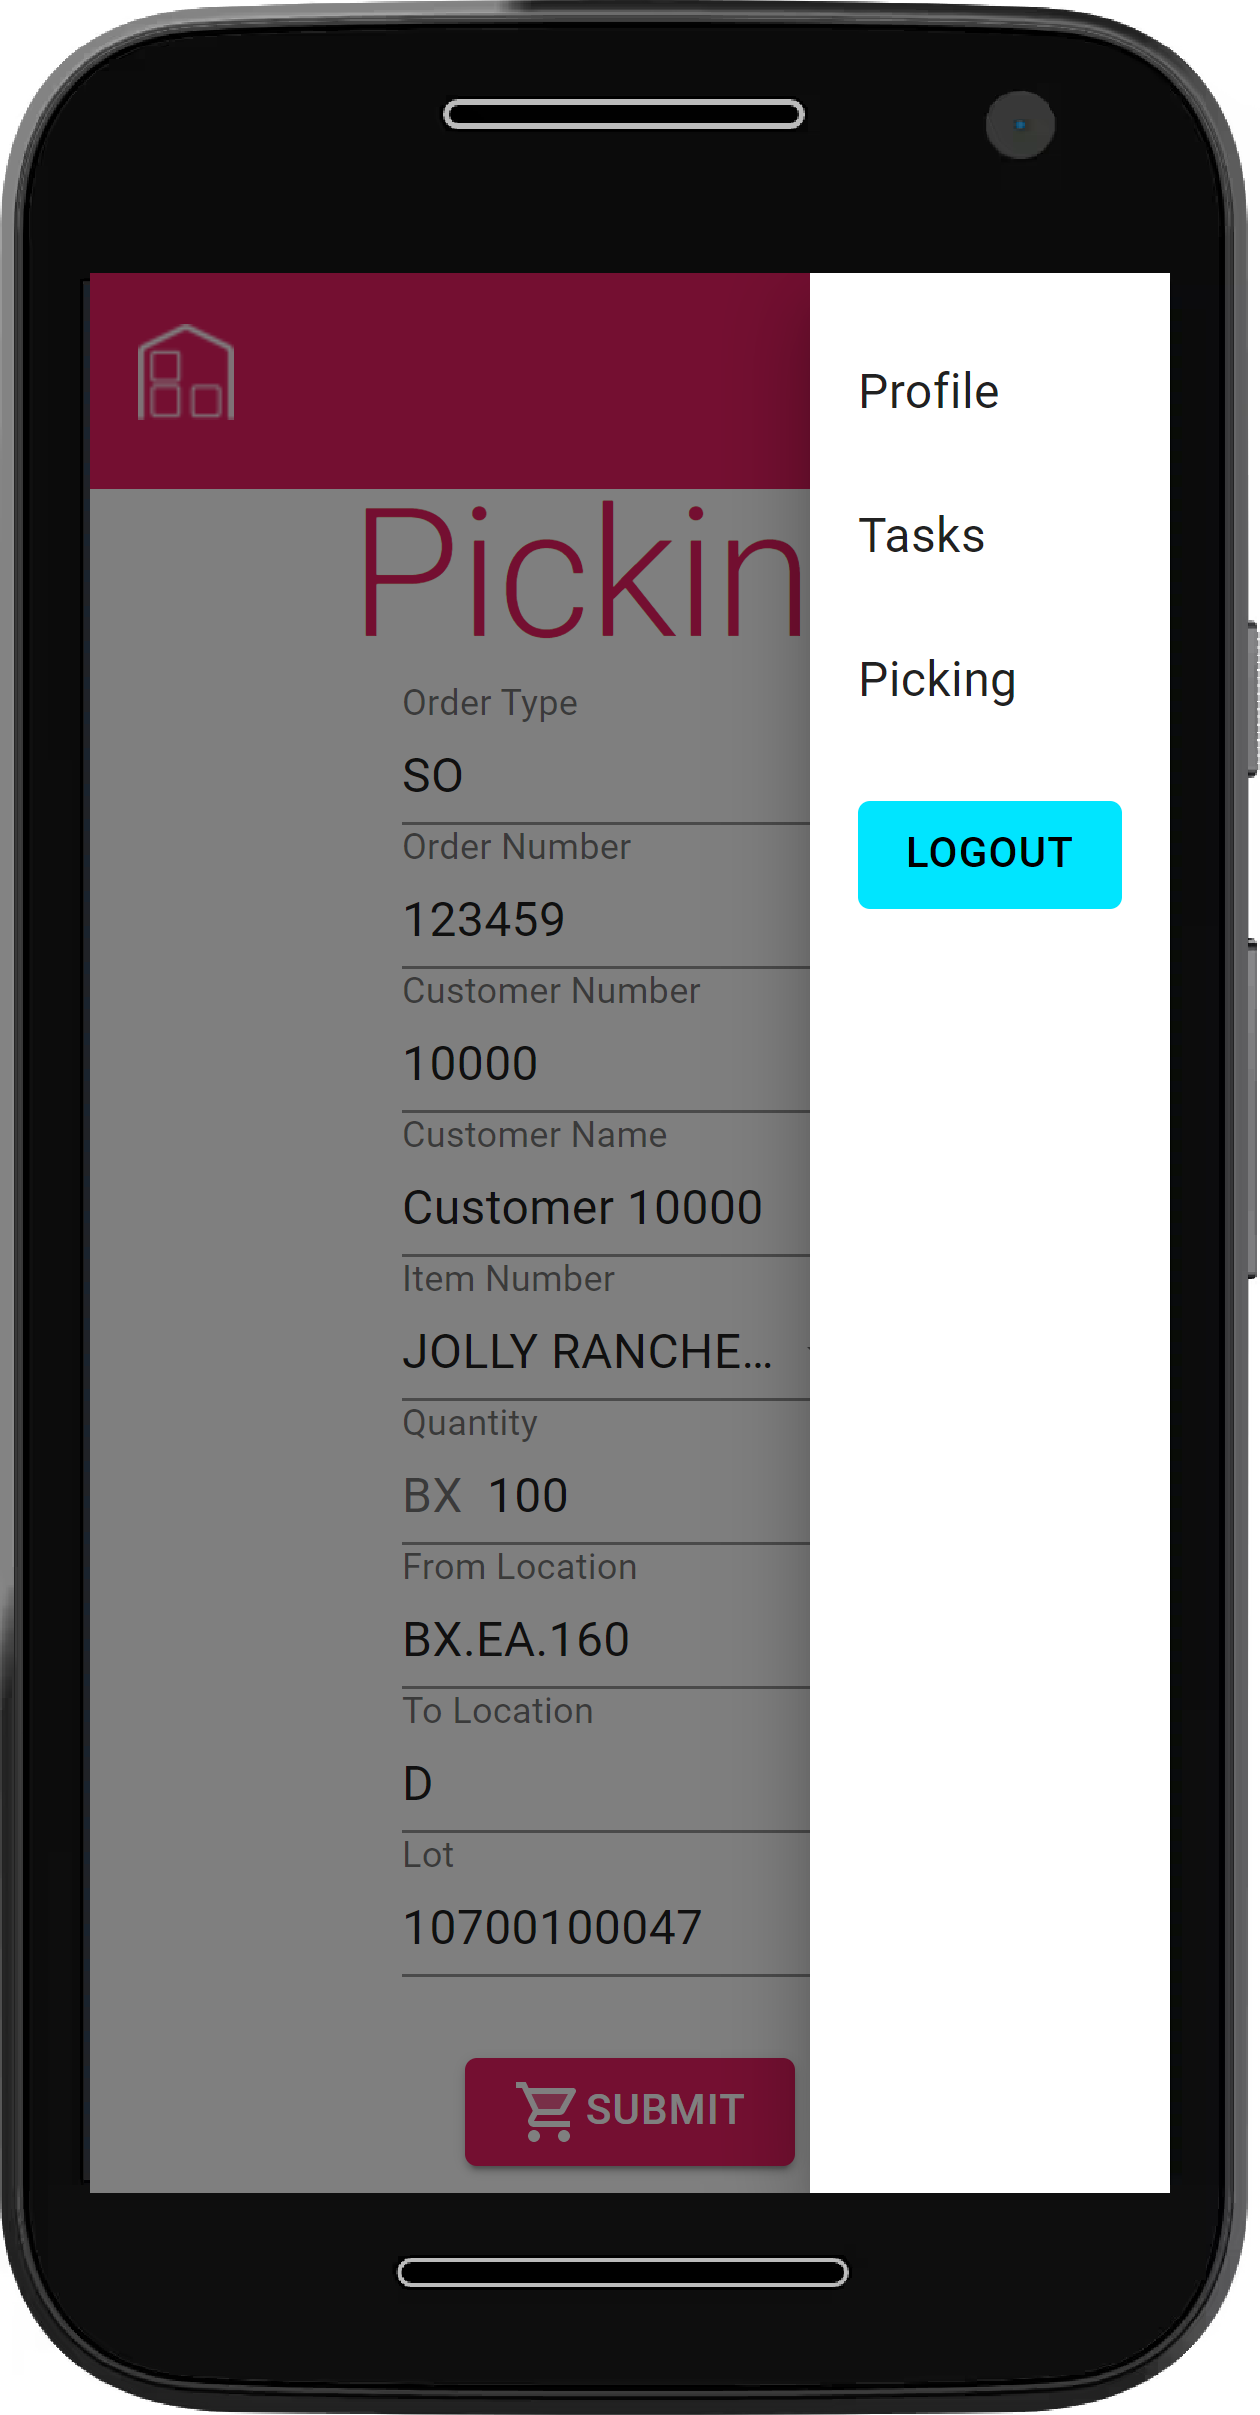 Pickin
Order Type
SO
Order Number
123459
Customer Number
10000
Customer Name
Customer 10000
Item Number
JOLLY RANCHE...
Quantity
BX 100
From Location
BX.EA.160
To Location
D
Lot
10700100047
SUBMIT
Profile
Tasks
Picking
LOGOUT